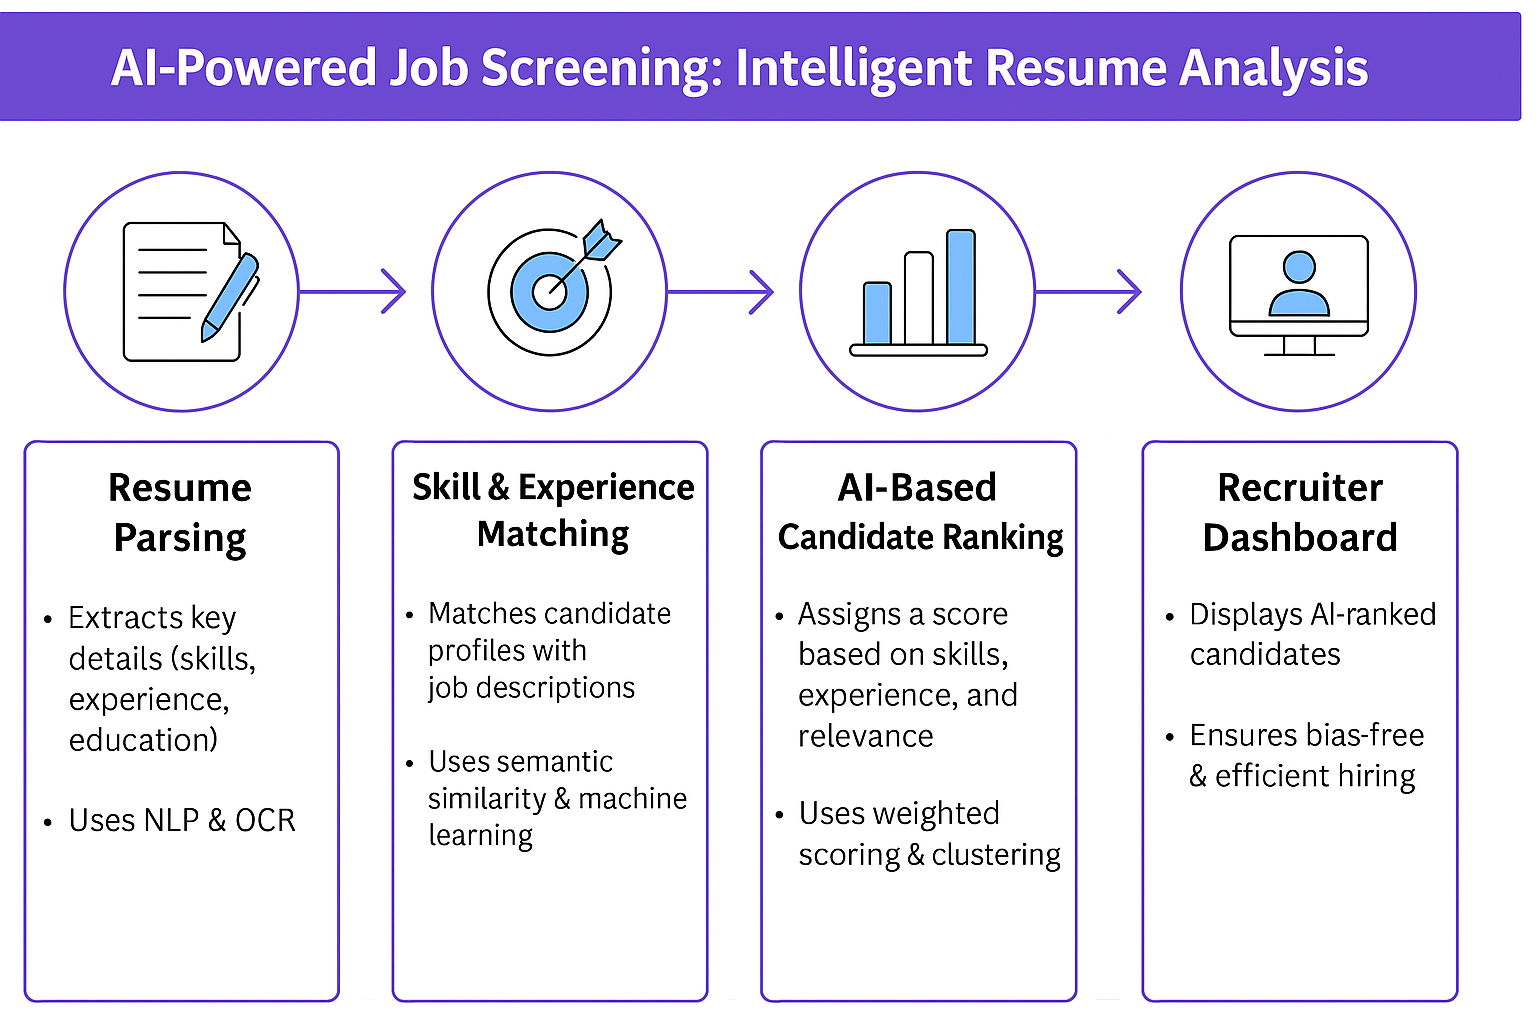 AI-Powered Job Screening: Intelligent Resume Analysis
Resume
Parsing
• Extracts key
details (skills,
experience,
education)
• Uses NLP & OCR
Skill & Experience
Matching
• Matches candidate
profiles with
job descriptions
• Uses semantic
similarity & machine
learning
AI-Based
Candidate Ranking
• Assigns a score
based on skills,
experience, and
relevance
• Uses weighted
scoring & clustering
Recruiter
Dashboard
• Displays AI-ranked
candidates
• Ensures bias-free
& efficient hiring